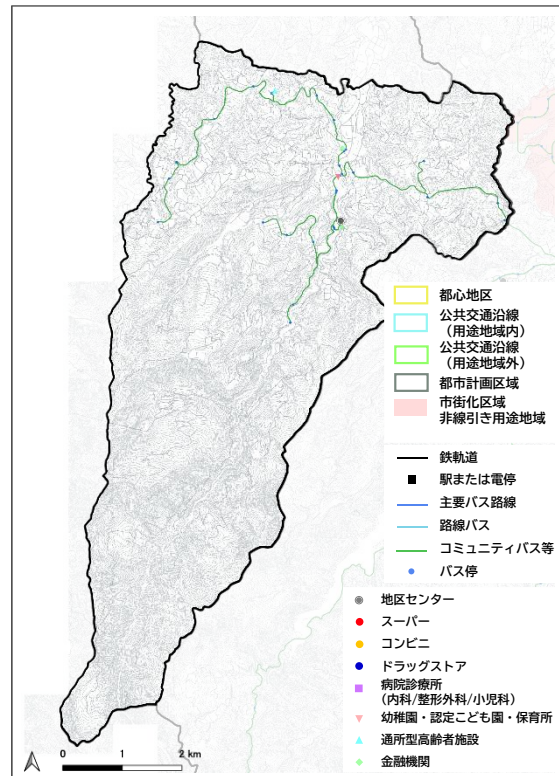 都心地区
公共交通沿線
（用途地域内）
公共交通沿線
（用途地域外）
都市計画区域
市街化区域
非線引き用途地域
鉄軌道
駅または電停
主要バス路線
路線バス
コミュニティバス等
バス停
地区センター
スーパー
コンビニ
ドラッグストア
病院診療所
（内科/整形外科/小児科）
幼稚園・認定こども園・保育所
通所型高齢者施設
金融機関
0 1 2 km